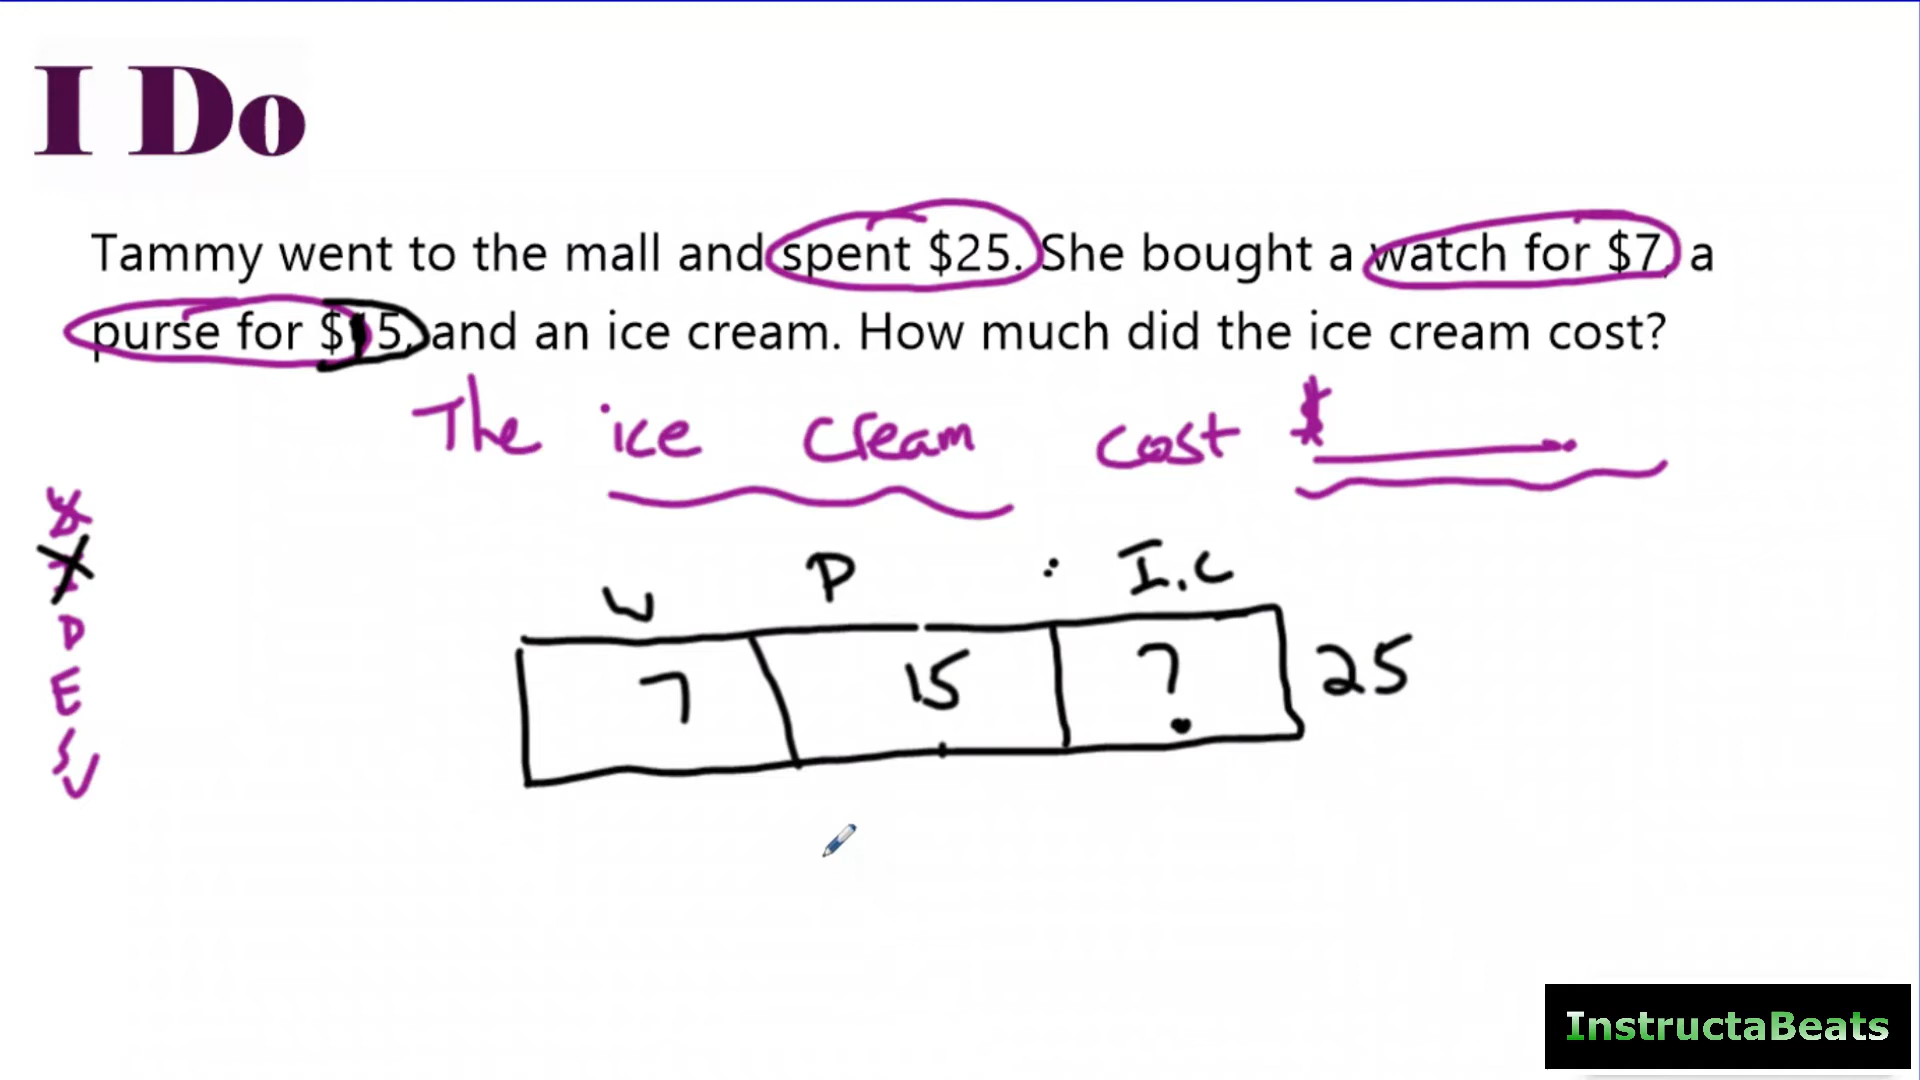 I Do
Tammy went to the mall and spent $25. She bought a watch for $7, a
purse for $15, and an ice cream. How much did the ice cream cost?
The ice cream cost $
D
E
W P I.C
7 15 ? 25
InstructaBeats